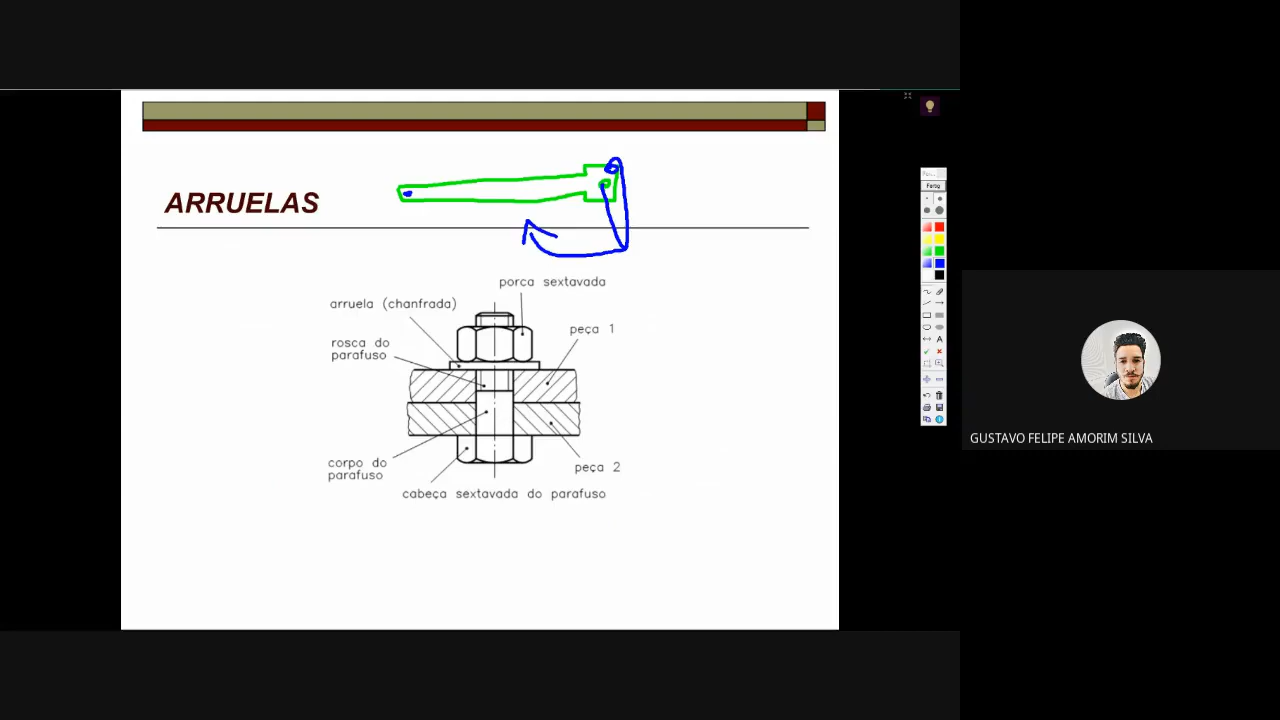 ARRUELAS
porca sextavada
arruela (chanfrada)
peça 1
rosca do
parafuso
corpo do
parafuso
peça 2
cabeça sextavada do parafuso
Fertig
A
GUSTAVO FELIPE AMORIM SILVA